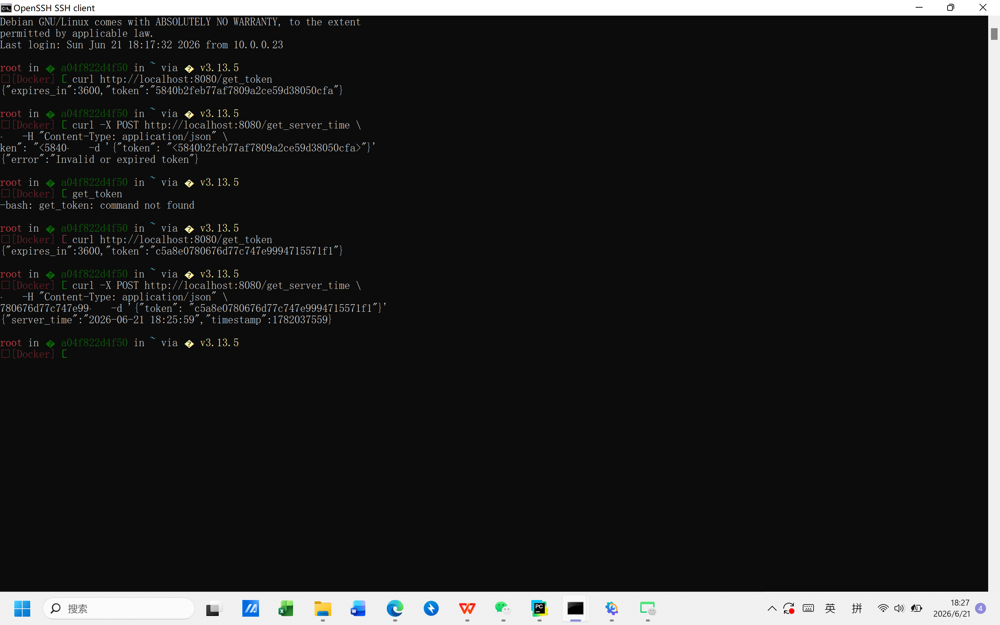 OpenSSH SSH client
Debian GNU/Linux comes with ABSOLUTELY NO WARRANTY, to the extent
permitted by applicable law.
Last login: Sun Jun 21 18:17:32 2026 from 10.0.0.23
root in � a04f822d4f50 in ~ via � v3.13.5
□[Docker] [ curl http://localhost:8080/get_token
{"expires_in":3600,"token":"5840b2feb77af7809a2ce59d38050cfa"}
root in � a04f822d4f50 in ~ via � v3.13.5
□[Docker] [ curl -X POST http://localhost:8080/get_server_time \
·   -H "Content-Type: application/json" \
ken": "<5840·   -d '{"token": "<5840b2feb77af7809a2ce59d38050cfa>"}'
{"error":"Invalid or expired token"}
root in � a04f822d4f50 in ~ via � v3.13.5
□[Docker] [ get_token
-bash: get_token: command not found
root in � a04f822d4f50 in ~ via � v3.13.5
□[Docker] [ curl http://localhost:8080/get_token
{"expires_in":3600,"token":"c5a8e0780676d77c747e9994715571f1"}
root in � a04f822d4f50 in ~ via � v3.13.5
□[Docker] [ curl -X POST http://localhost:8080/get_server_time \
·   -H "Content-Type: application/json" \
780676d77c747e99·   -d '{"token": "c5a8e0780676d77c747e9994715571f1"}'
{"server_time":"2026-06-21 18:25:59","timestamp":1782037559}
root in � a04f822d4f50 in ~ via � v3.13.5
□[Docker] [
搜索
英 拼
18:27
2026/6/21
4